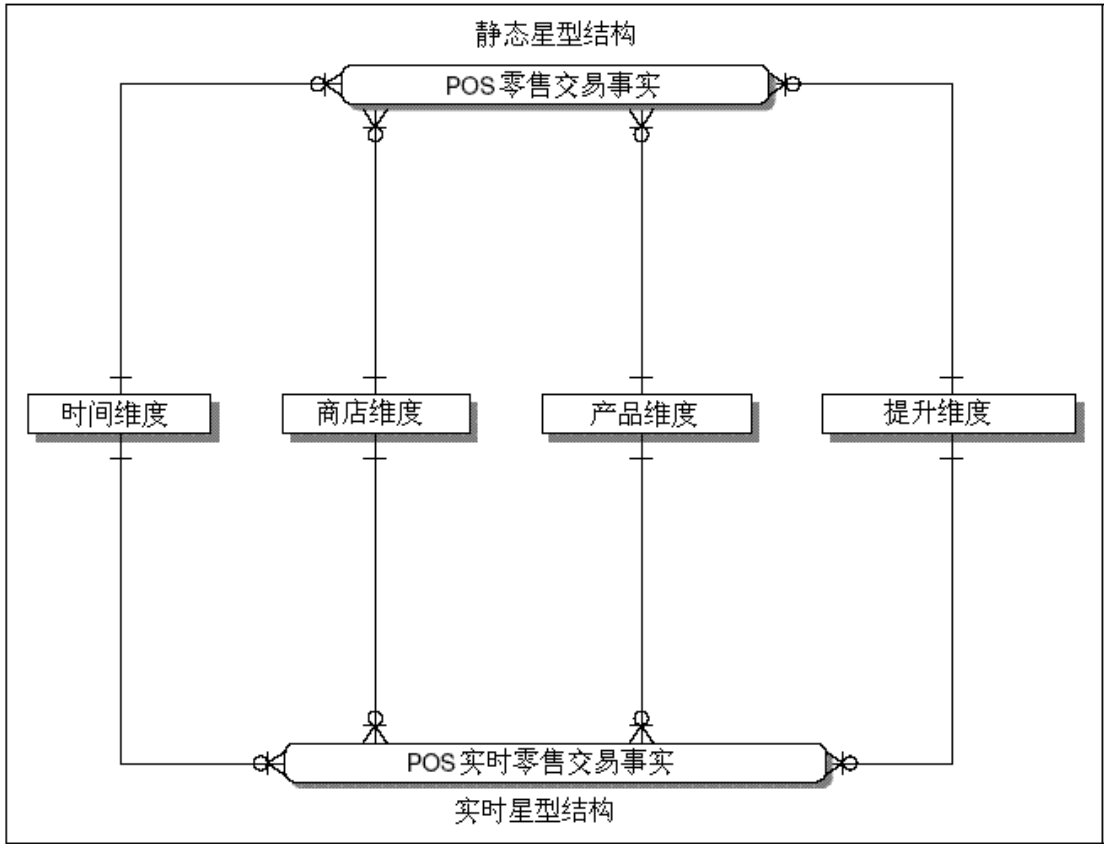 静态星型结构
POS零售交易事实
时间维度
商店维度
产品维度
提升维度
POS实时零售交易事实
实时星型结构